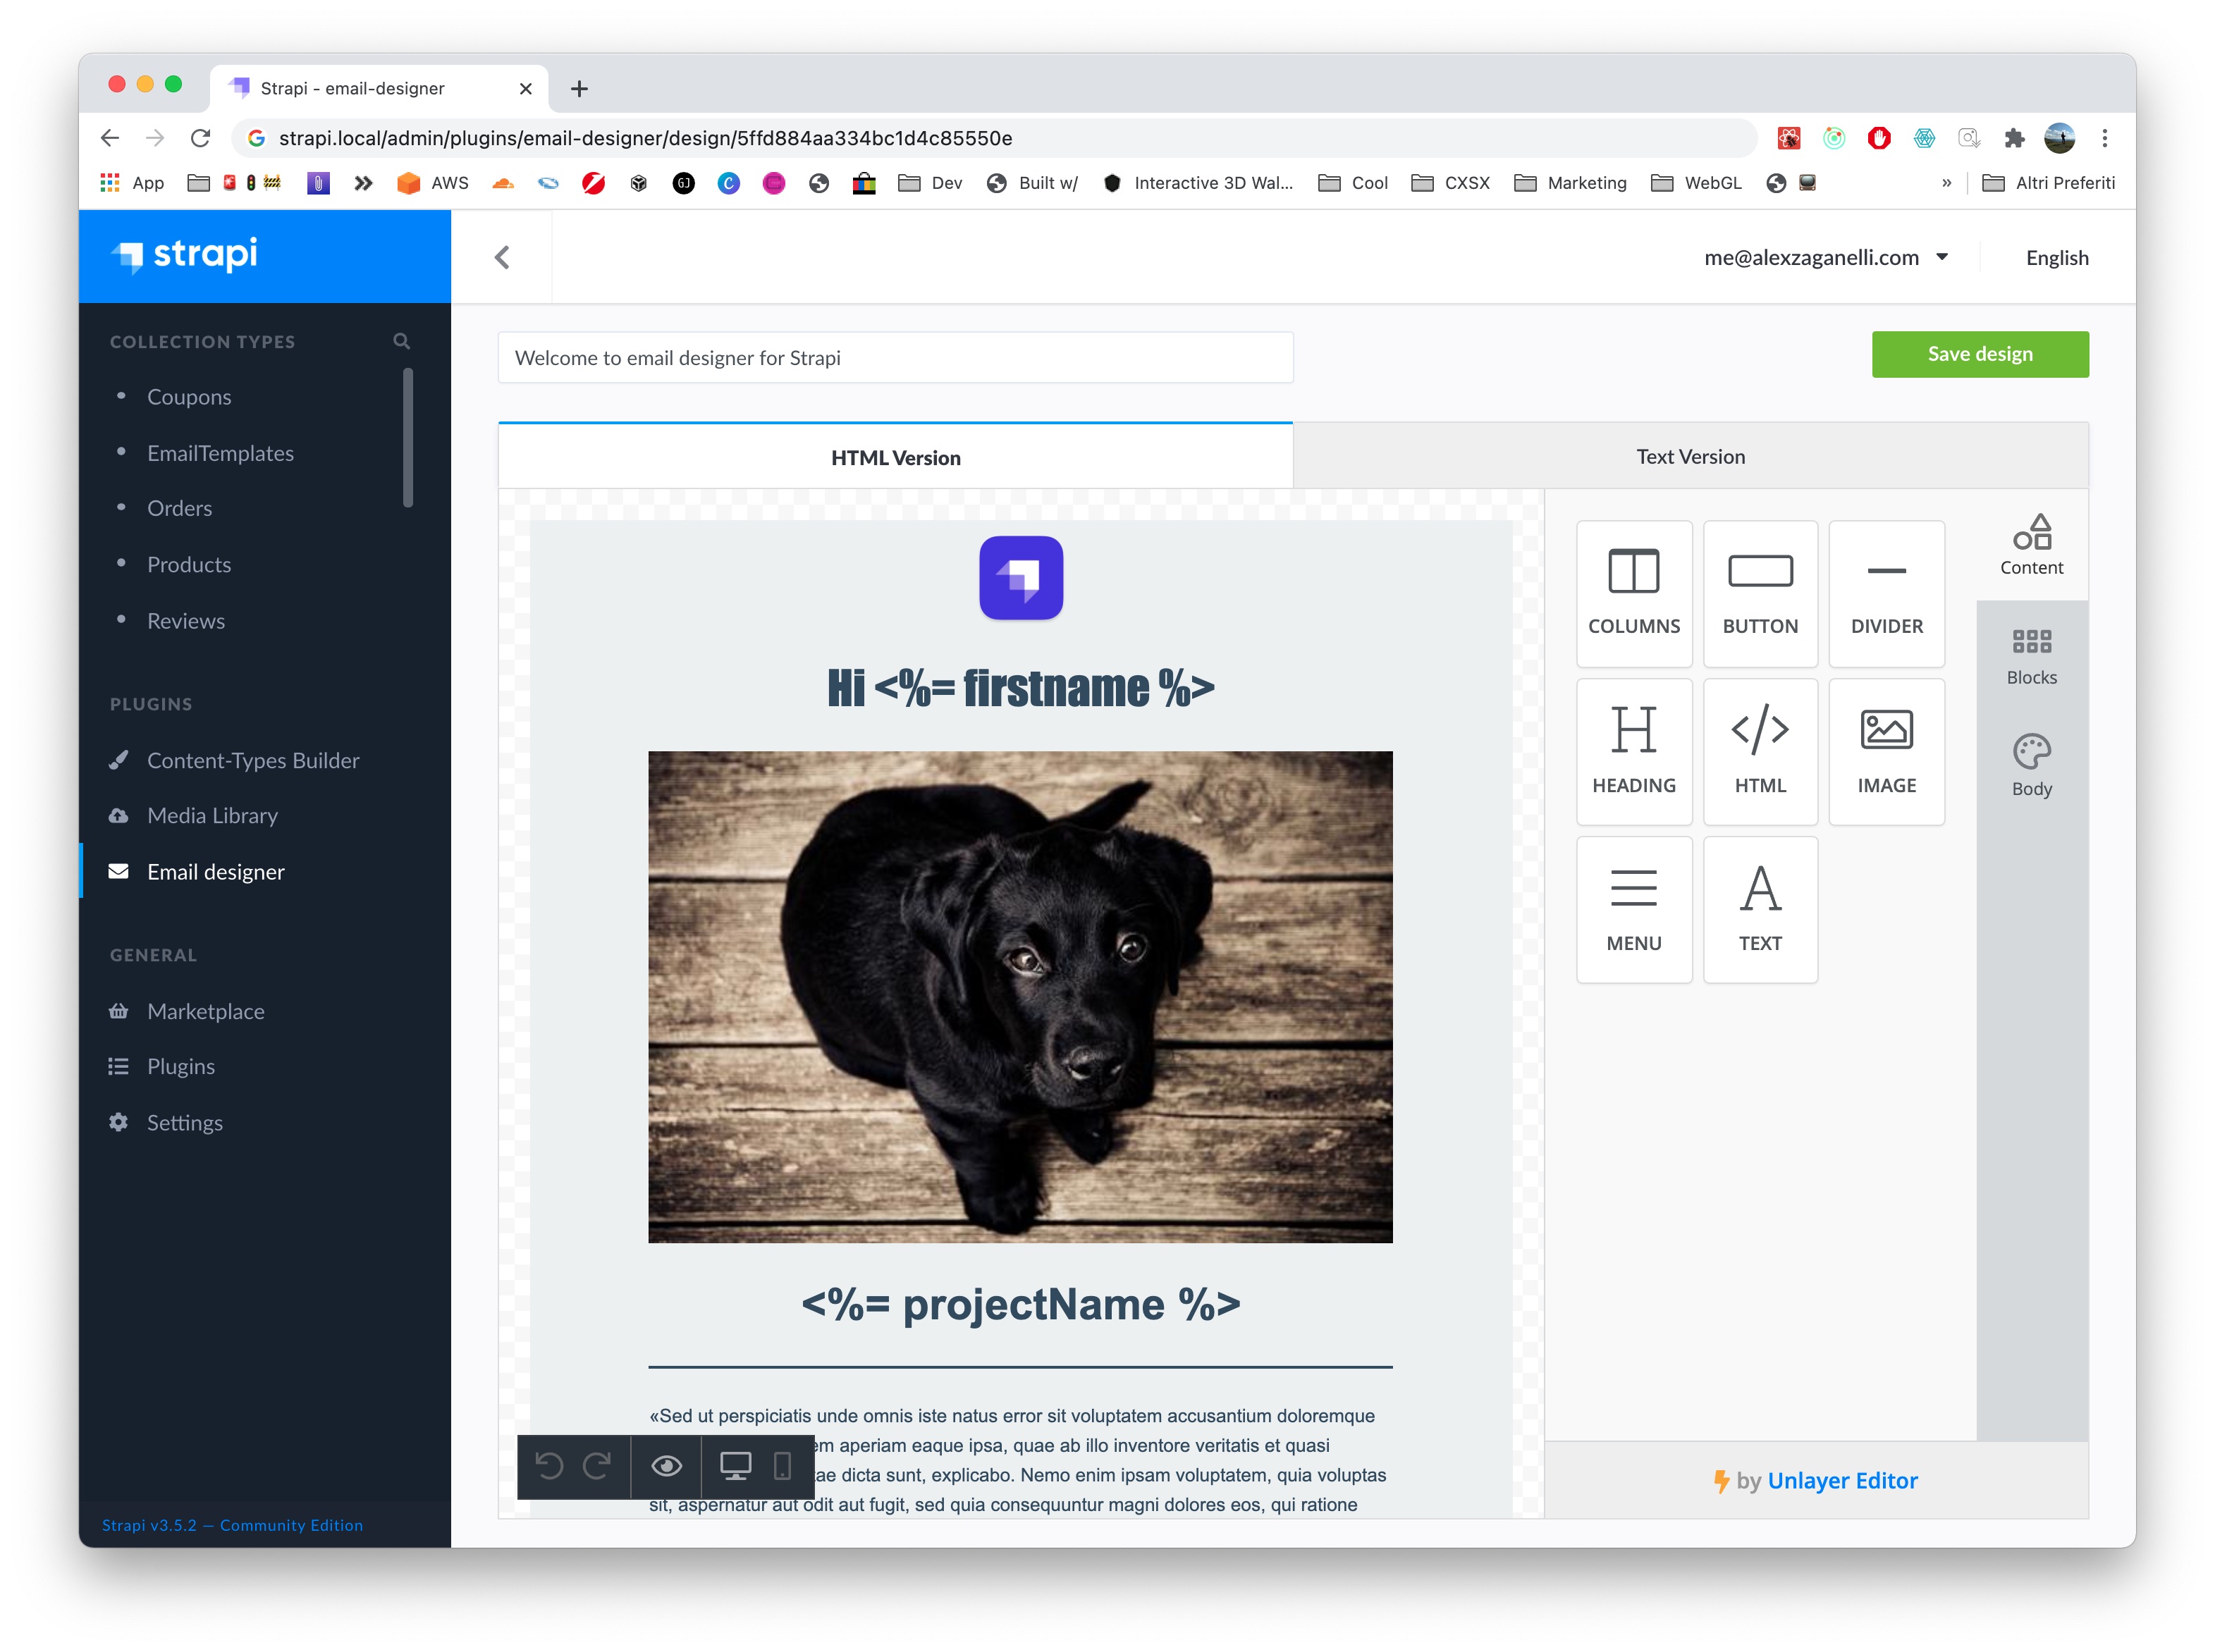 Strapi - email-designer
strapi.local/admin/plugins/email-designer/design/5ffd884aa334bc1d4c85550e
App
AWS
GJ
C
Dev
Built w/
Interactive 3D Wal...
Cool
CXSX
Marketing
WebGL
»
Altri Preferiti
strapi
me@alexzaganelli.com
English
COLLECTION TYPES
Coupons
EmailTemplates
Orders
Products
Reviews
PLUGINS
Content-Types Builder
Media Library
Email designer
GENERAL
Marketplace
Plugins
Settings
Strapi v3.5.2 — Community Edition
Welcome to email designer for Strapi
Save design
HTML Version
Text Version
Hi <%= firstname %>
<%= projectName %>
«Sed ut perspiciatis unde omnis iste natus error sit voluptatem accusantium doloremque
em aperiam eaque ipsa, quae ab illo inventore veritatis et quasi
tae dicta sunt, explicabo. Nemo enim ipsam voluptatem, quia voluptas
sit, aspernatur aut odit aut fugit, sed quia consequuntur magni dolores eos, qui ratione
COLUMNS
BUTTON
DIVIDER
HEADING
HTML
IMAGE
MENU
TEXT
Content
Blocks
Body
by Unlayer Editor